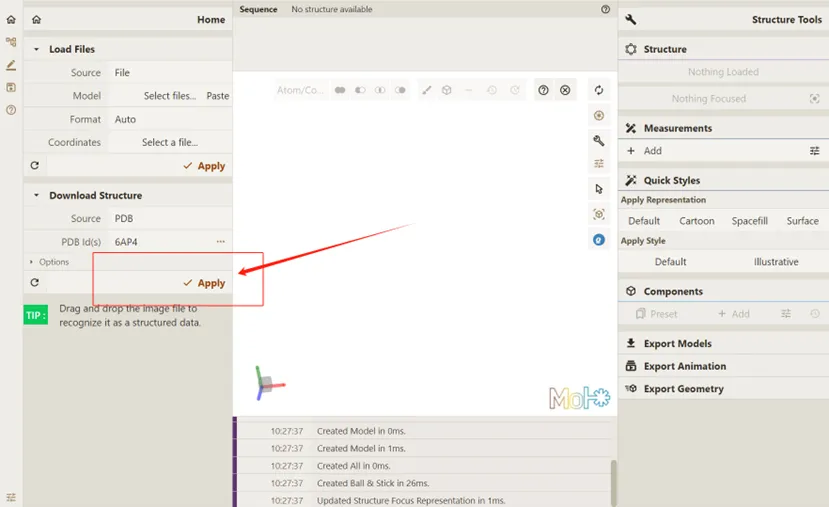 Home
Load Files
Source File
Model Select files... Paste
Format Auto
Coordinates Select a file...
Apply
Download Structure
Source PDB
PDB Id(s) 6AP4 ...
Options
Apply
TIP : Drag and drop the image file to
recognize it as a structured data.
Sequence No structure available
Atom/Co...
Mol*
10:27:37 Created Model in 0ms.
10:27:37 Created Model in 1ms.
10:27:37 Created All in 0ms.
10:27:37 Created Ball & Stick in 26ms.
10:27:37 Updated Structure Focus Representation in 1ms.
Structure Tools
Structure
Nothing Loaded
Nothing Focused
Measurements
+ Add
Quick Styles
Apply Representation
Default Cartoon Spacefill Surface
Apply Style
Default Illustrative
Components
Preset + Add
Export Models
Export Animation
Export Geometry